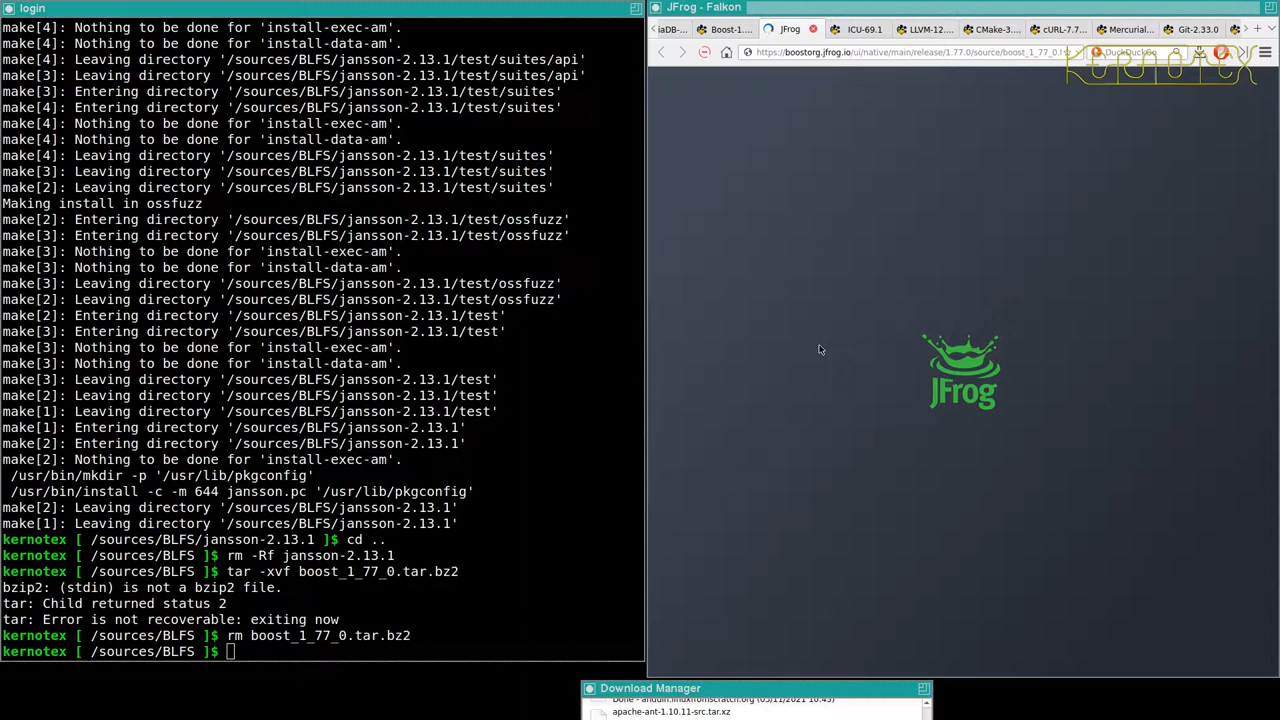 login
make[4]: Nothing to be done for 'install-exec-am'.
make[4]: Nothing to be done for 'install-data-am'.
make[4]: Leaving directory '/sources/BLFS/jansson-2.13.1/test/suites/api'
make[3]: Leaving directory '/sources/BLFS/jansson-2.13.1/test/suites/api'
make[3]: Entering directory '/sources/BLFS/jansson-2.13.1/test/suites'
make[4]: Entering directory '/sources/BLFS/jansson-2.13.1/test/suites'
make[4]: Nothing to be done for 'install-exec-am'.
make[4]: Nothing to be done for 'install-data-am'.
make[4]: Leaving directory '/sources/BLFS/jansson-2.13.1/test/suites'
make[3]: Leaving directory '/sources/BLFS/jansson-2.13.1/test/suites'
make[2]: Leaving directory '/sources/BLFS/jansson-2.13.1/test/suites'
Making install in ossfuzz
make[2]: Entering directory '/sources/BLFS/jansson-2.13.1/test/ossfuzz'
make[3]: Entering directory '/sources/BLFS/jansson-2.13.1/test/ossfuzz'
make[3]: Nothing to be done for 'install-exec-am'.
make[3]: Nothing to be done for 'install-data-am'.
make[3]: Leaving directory '/sources/BLFS/jansson-2.13.1/test/ossfuzz'
make[2]: Leaving directory '/sources/BLFS/jansson-2.13.1/test/ossfuzz'
make[2]: Entering directory '/sources/BLFS/jansson-2.13.1/test'
make[3]: Entering directory '/sources/BLFS/jansson-2.13.1/test'
make[3]: Nothing to be done for 'install-exec-am'.
make[3]: Nothing to be done for 'install-data-am'.
make[3]: Leaving directory '/sources/BLFS/jansson-2.13.1/test'
make[2]: Leaving directory '/sources/BLFS/jansson-2.13.1/test'
make[1]: Leaving directory '/sources/BLFS/jansson-2.13.1/test'
make[1]: Entering directory '/sources/BLFS/jansson-2.13.1'
make[2]: Entering directory '/sources/BLFS/jansson-2.13.1'
make[2]: Nothing to be done for 'install-exec-am'.
/usr/bin/mkdir -p '/usr/lib/pkgconfig'
/usr/bin/install -c -m 644 jansson.pc '/usr/lib/pkgconfig'
make[2]: Leaving directory '/sources/BLFS/jansson-2.13.1'
make[1]: Leaving directory '/sources/BLFS/jansson-2.13.1'
kernotex [ /sources/BLFS/jansson-2.13.1 ]$ cd ..
kernotex [ /sources/BLFS ]$ rm -Rf jansson-2.13.1
kernotex [ /sources/BLFS ]$ tar -xvf boost_1_77_0.tar.bz2
bzip2: (stdin) is not a bzip2 file.
tar: Child returned status 2
tar: Error is not recoverable: exiting now
kernotex [ /sources/BLFS ]$ rm boost_1_77_0.tar.bz2
kernotex [ /sources/BLFS ]$
JFrog - Falkon
iaDB-... Boost-1.... JFrog ICU-69.1 LLVM-12.... CMake-3.... cURL-7.7... Mercurial... Git-2.33.0
https://boostorg.jfrog.io/ui/native/main/release/1.77.0/source/boost_1_77_0.t DuckDuckGo
KERNOTEX
JFrog
Download Manager
Done - anduin.linuxfromscratch.org (05/11/2021 10:45)
apache-ant-1.10.11-src.tar.xz